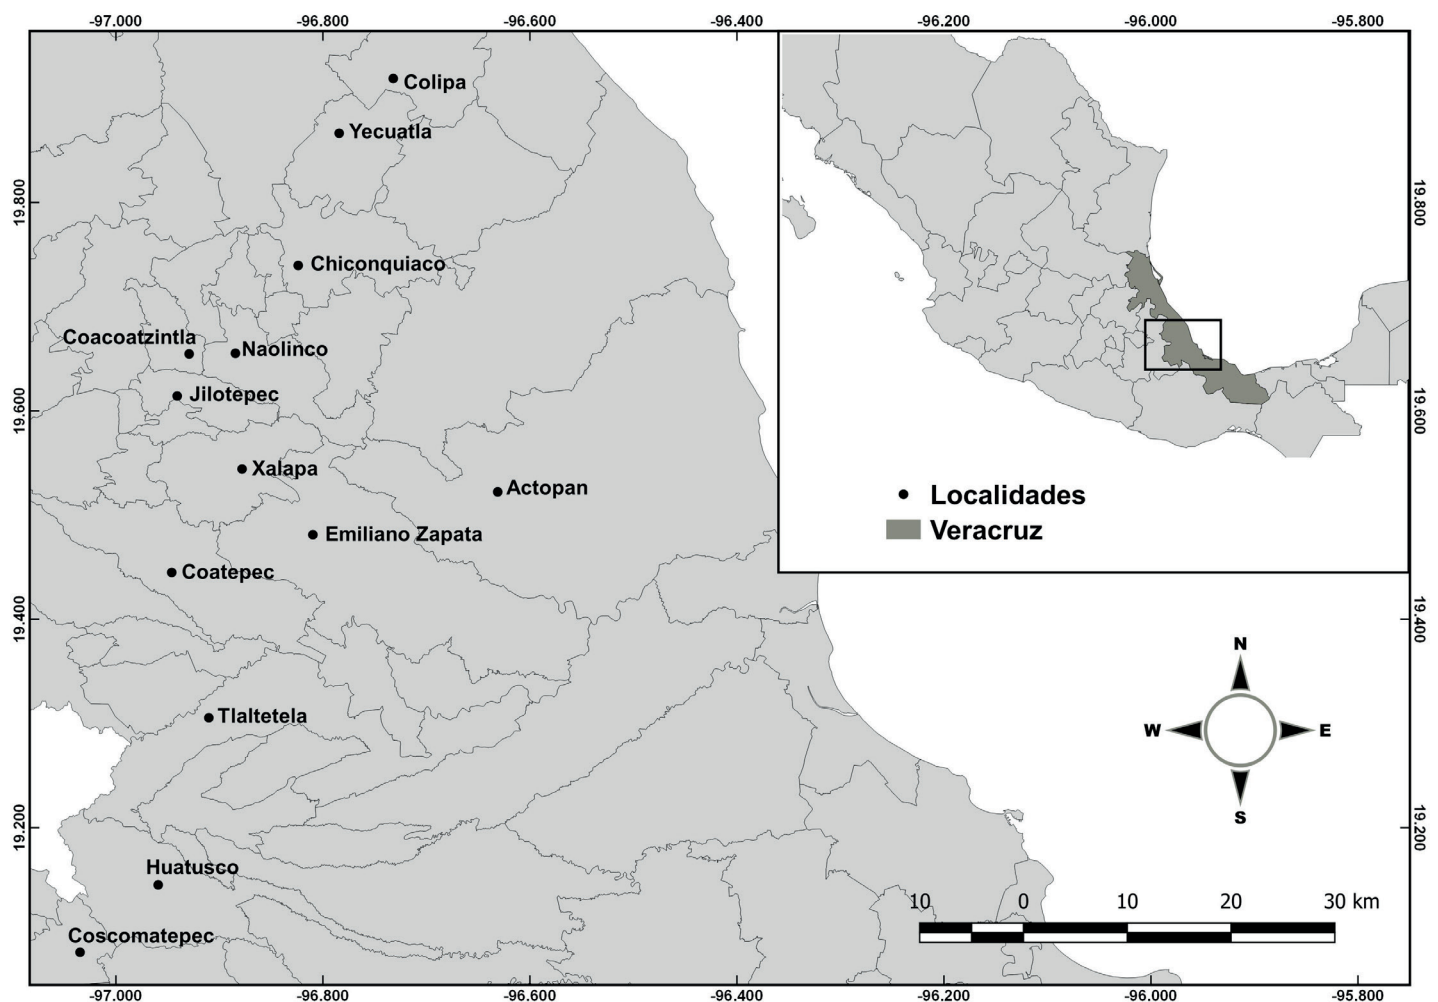 -97.000 -96.800 -96.600 -96.400 -96.200 -96.000 -95.800
Colipa
Yecuatla
19.800 19.800
Chiconquiaco
Coacoatzintla
Naolinco
Jilotepec
19.600 19.600
Xalapa
Actopan
Localidades
Emiliano Zapata
Veracruz
Coatepec
19.400 19.400
N
Tlaltetela
W E
S
19.200 19.200
Huatusco
10 0 10 20 30 km
Coscomatepec
-97.000 -96.800 -96.600 -96.400 -96.200 -96.000 -95.800